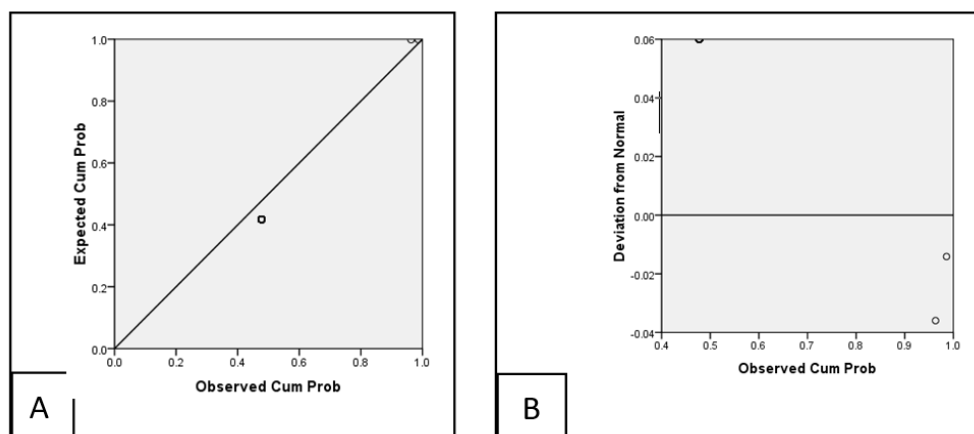 1.0
0.8
0.6
0.4
0.2
0.0
Expected Cum Prob
0.0 0.2 0.4 0.6 0.8 1.0
Observed Cum Prob
A
0.06
0.04
0.02
0.00
-0.02
-0.04
Deviation from Normal
0.4 0.5 0.6 0.7 0.8 0.9 1.0
Observed Cum Prob
B